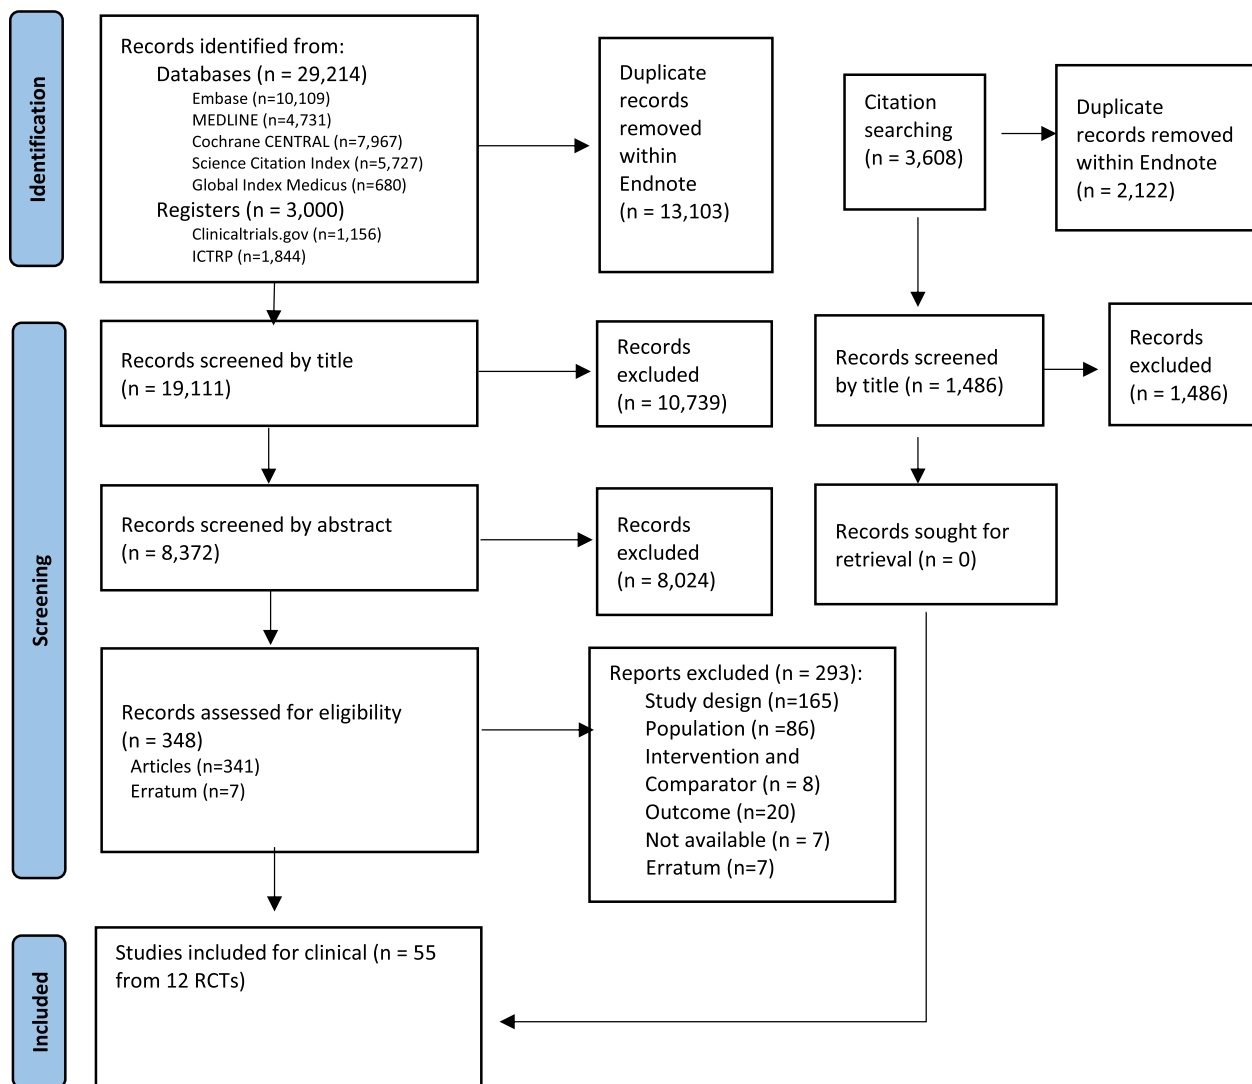 Identification
Records identified from:
Databases (n = 29,214)
Embase (n=10,109)
MEDLINE (n=4,731)
Cochrane CENTRAL (n=7,967)
Science Citation Index (n=5,727)
Global Index Medicus (n=680)
Registers (n = 3,000)
Clinicaltrials.gov (n=1,156)
ICTRP (n=1,844)
Duplicate
records
removed
within
Endnote
(n = 13,103)
Citation
searching
(n = 3,608)
Duplicate
records removed
within Endnote
(n = 2,122)
Screening
Records screened by title
(n = 19,111)
Records
excluded
(n = 10,739)
Records screened
by title (n = 1,486)
Records
excluded
(n = 1,486)
Records screened by abstract
(n = 8,372)
Records
excluded
(n = 8,024)
Records sought for
retrieval (n = 0)
Records assessed for eligibility
(n = 348)
Articles (n=341)
Erratum (n=7)
Reports excluded (n = 293):
Study design (n=165)
Population (n =86)
Intervention and
Comparator (n = 8)
Outcome (n=20)
Not available (n = 7)
Erratum (n=7)
Included
Studies included for clinical (n = 55
from 12 RCTs)